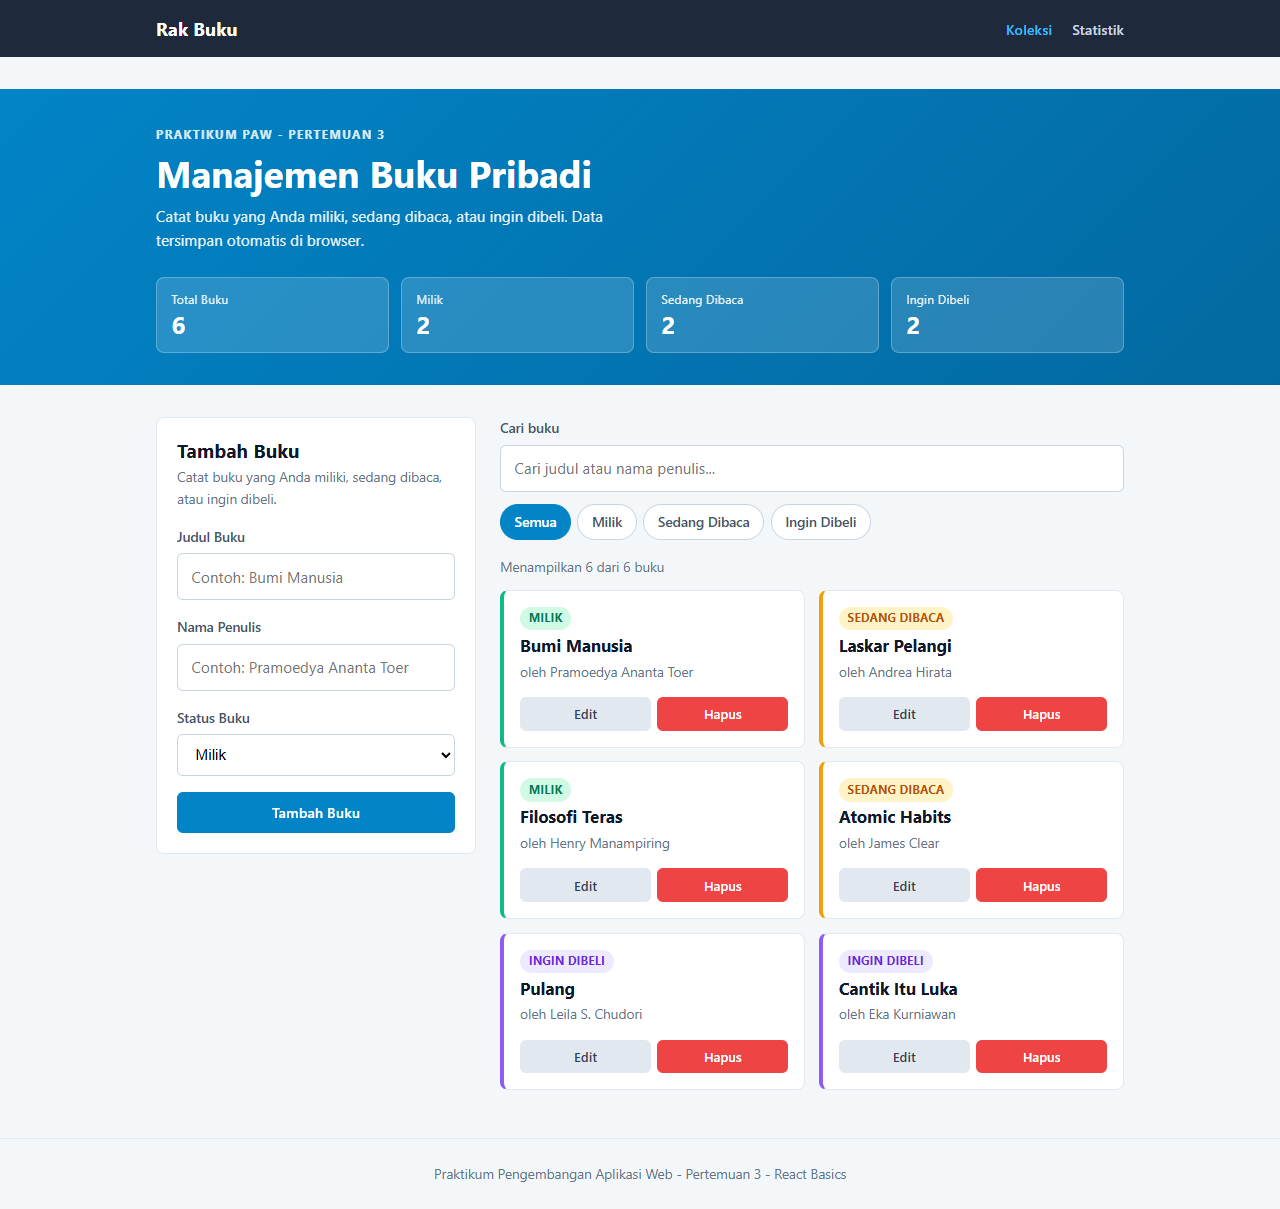 Rak Buku
Koleksi
Statistik
PRAKTIKUM PAW - PERTEMUAN 3
Manajemen Buku Pribadi
Catat buku yang Anda miliki, sedang dibaca, atau ingin dibeli. Data
tersimpan otomatis di browser.
Total Buku
6
Milik
2
Sedang Dibaca
2
Ingin Dibeli
2
Tambah Buku
Catat buku yang Anda miliki, sedang dibaca,
atau ingin dibeli.
Judul Buku
Contoh: Bumi Manusia
Nama Penulis
Contoh: Pramoedya Ananta Toer
Status Buku
Milik
Tambah Buku
Cari buku
Cari judul atau nama penulis...
Semua
Milik
Sedang Dibaca
Ingin Dibeli
Menampilkan 6 dari 6 buku
MILIK
Bumi Manusia
oleh Pramoedya Ananta Toer
Edit
Hapus
SEDANG DIBACA
Laskar Pelangi
oleh Andrea Hirata
Edit
Hapus
MILIK
Filosofi Teras
oleh Henry Manampiring
Edit
Hapus
SEDANG DIBACA
Atomic Habits
oleh James Clear
Edit
Hapus
INGIN DIBELI
Pulang
oleh Leila S. Chudori
Edit
Hapus
INGIN DIBELI
Cantik Itu Luka
oleh Eka Kurniawan
Edit
Hapus
Praktikum Pengembangan Aplikasi Web - Pertemuan 3 - React Basics